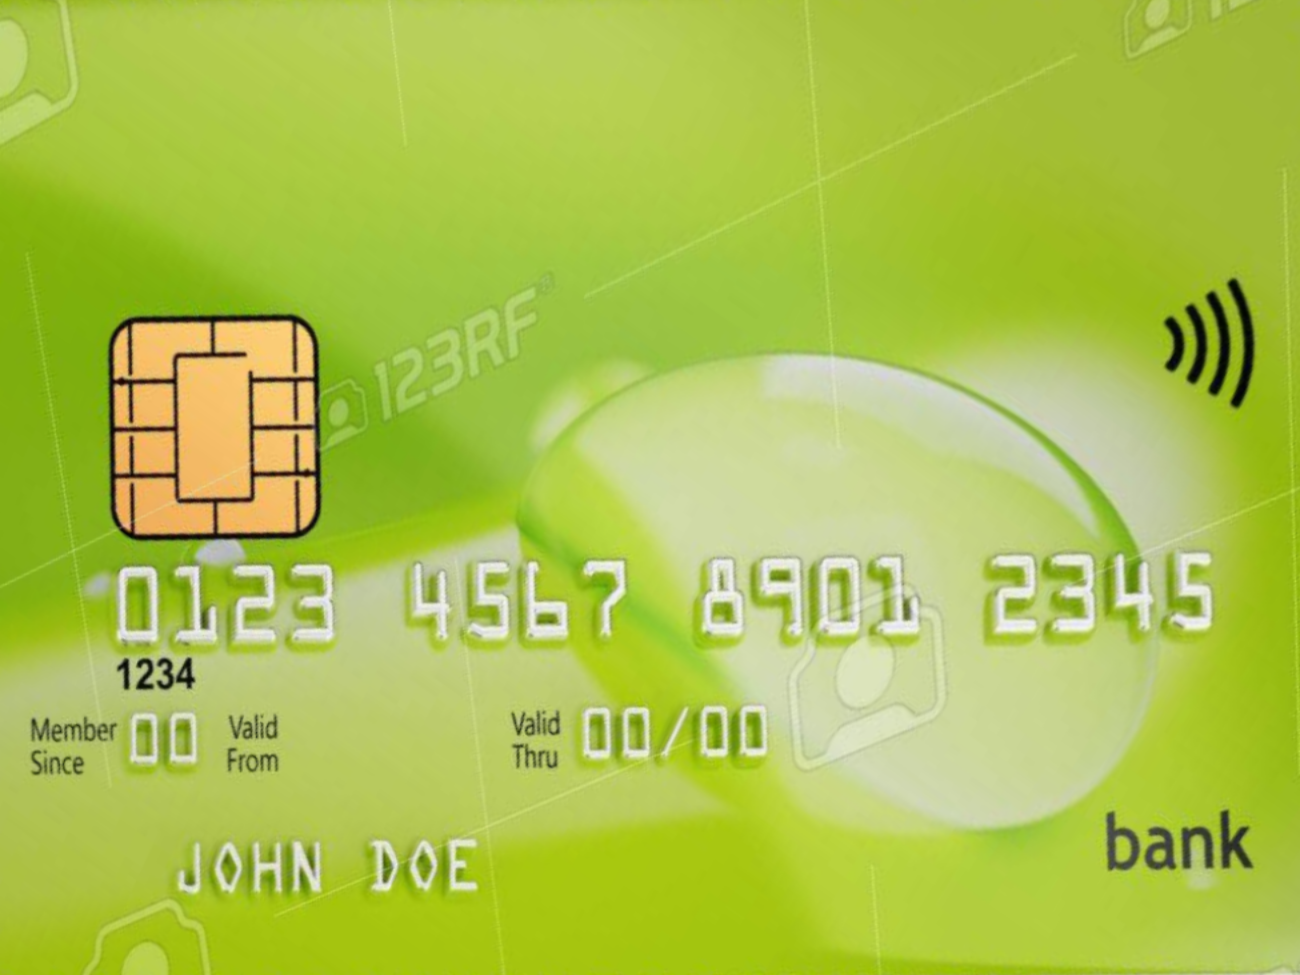 123RF
0123 4567 8901 2345
1234
Member Since 00 Valid From Valid Thru 00/00
JOHN DOE
bank